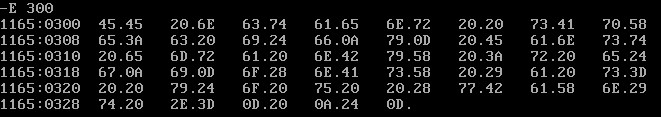 -E 300
1165:0300 45.45 20.6E 63.74 61.65 6E.72 20.20 73.41 70.58
1165:0308 65.3A 63.20 69.24 66.0A 79.0D 20.45 61.6E 73.74
1165:0310 20.65 6D.72 61.20 6E.42 79.58 20.3A 72.20 65.24
1165:0318 67.0A 69.0D 6F.28 6E.41 73.58 20.29 61.20 73.3D
1165:0320 20.20 79.24 6F.20 75.20 20.28 77.42 61.58 6E.29
1165:0328 74.20 2E.3D 0D.20 0A.24 0D.